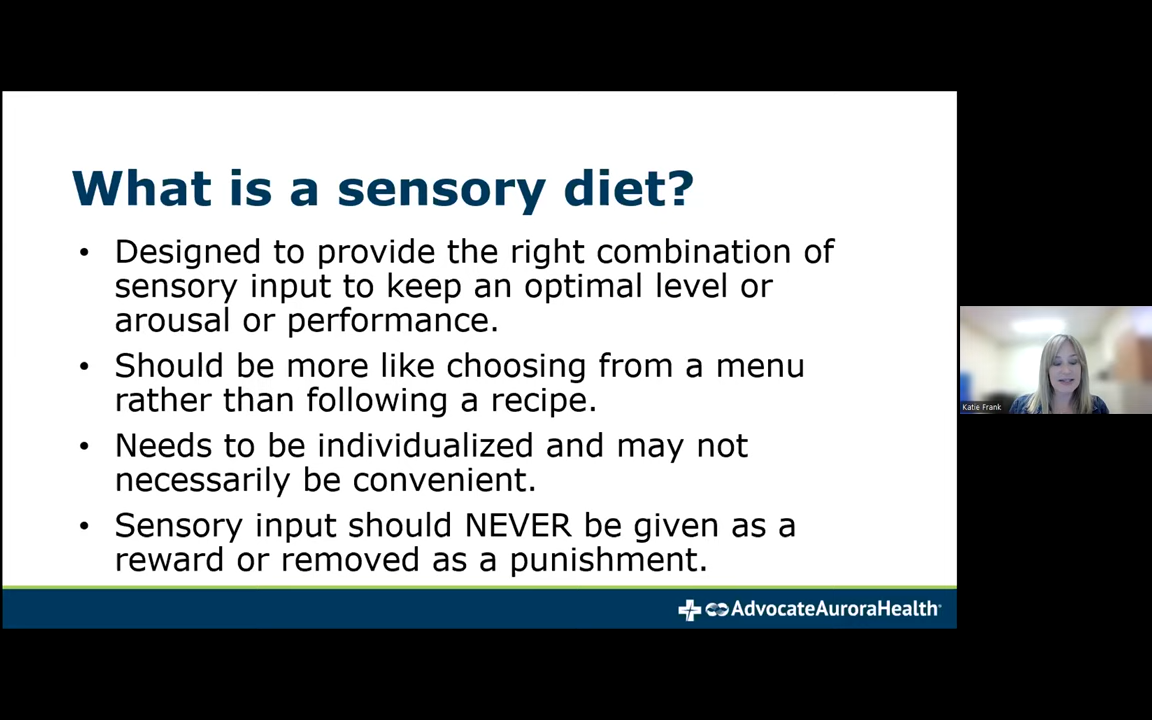 What is a sensory diet?
• Designed to provide the right combination of
sensory input to keep an optimal level or
arousal or performance.
• Should be more like choosing from a menu
rather than following a recipe.
• Needs to be individualized and may not
necessarily be convenient.
• Sensory input should NEVER be given as a
reward or removed as a punishment.
AdvocateAuroraHealth®
Katie Frank